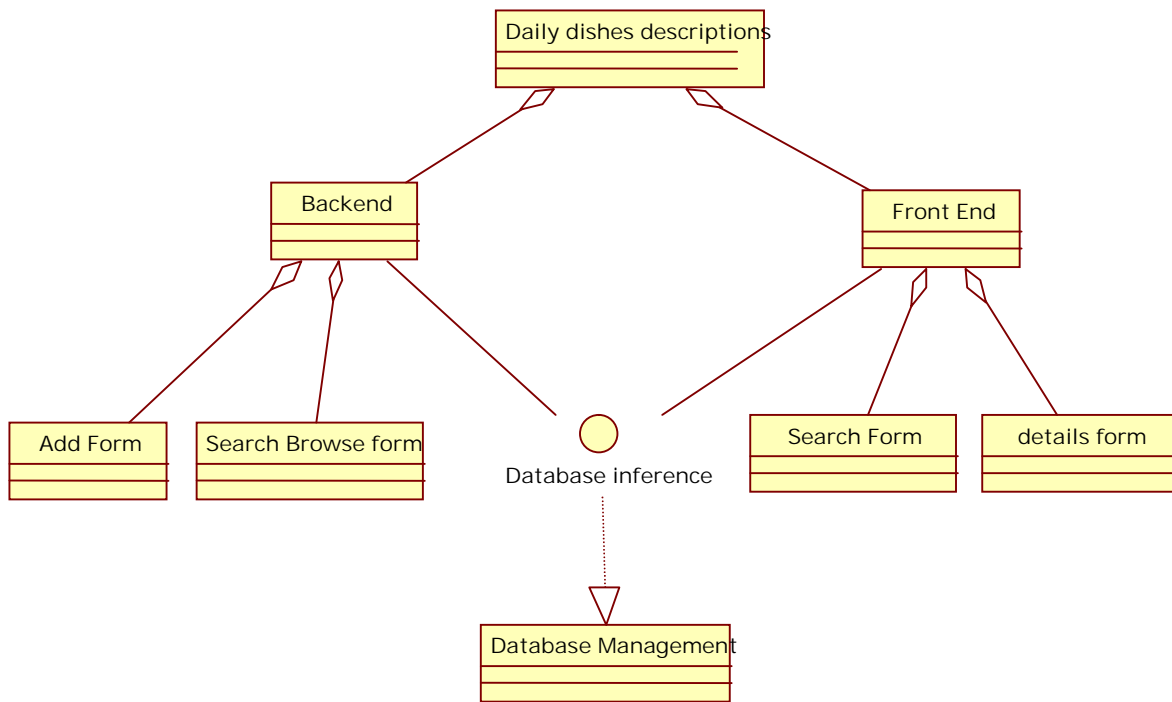 Daily dishes descriptions
Backend
Front End
Add Form
Search Browse form
Search Form
details form
Database inference
Database Management